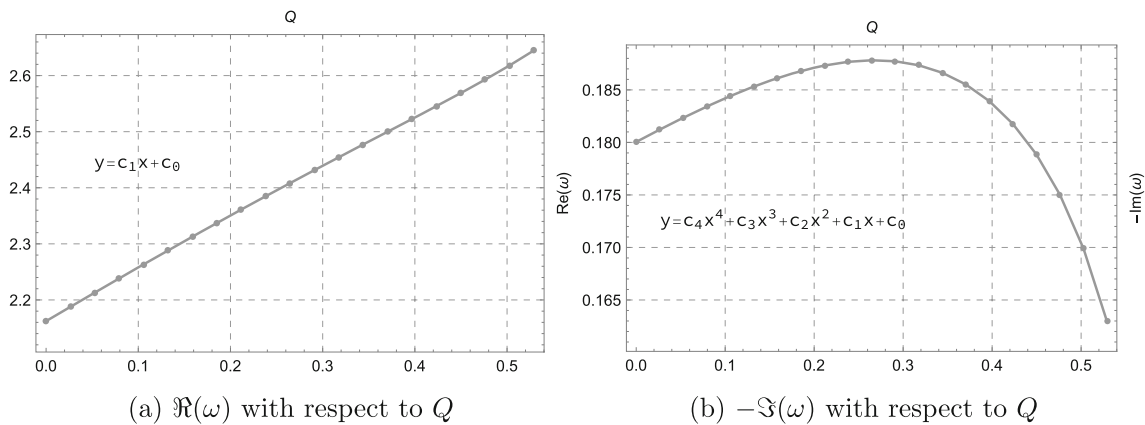 Q
2.6
2.5
2.4
2.3
2.2
y=c₁x+c₀
0.0 0.1 0.2 0.3 0.4 0.5
Re(ω)
(a) ℜ(ω) with respect to Q
Q
0.185
0.180
0.175
0.170
0.165
y=c₄x⁴+c₃x³+c₂x²+c₁x+c₀
0.0 0.1 0.2 0.3 0.4 0.5
-Im(ω)
(b) −ℑ(ω) with respect to Q